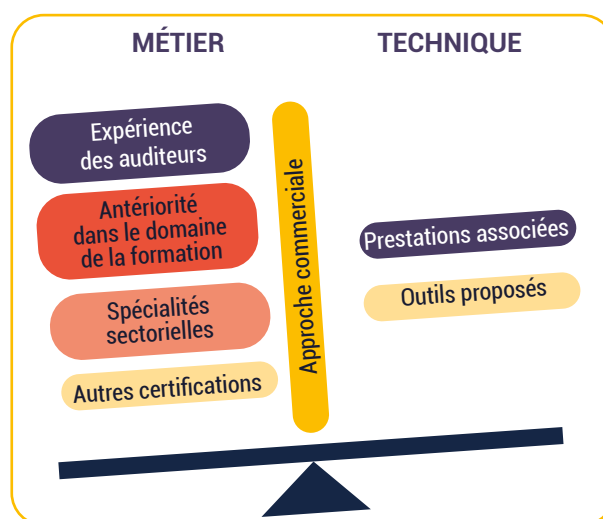 MÉTIER
TECHNIQUE
Expérience
des auditeurs
Antériorité
dans le domaine
de la formation
Spécialités
sectorielles
Autres certifications
Approche commerciale
Prestations associées
Outils proposés